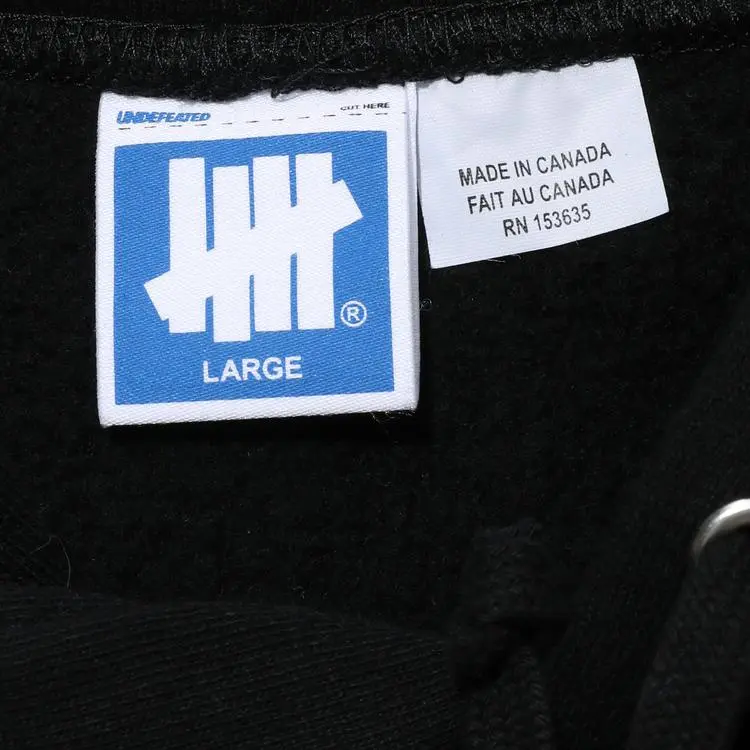 UNDEFEATED
CUT HERE
®
LARGE
MADE IN CANADA
FAIT AU CANADA
RN 153635